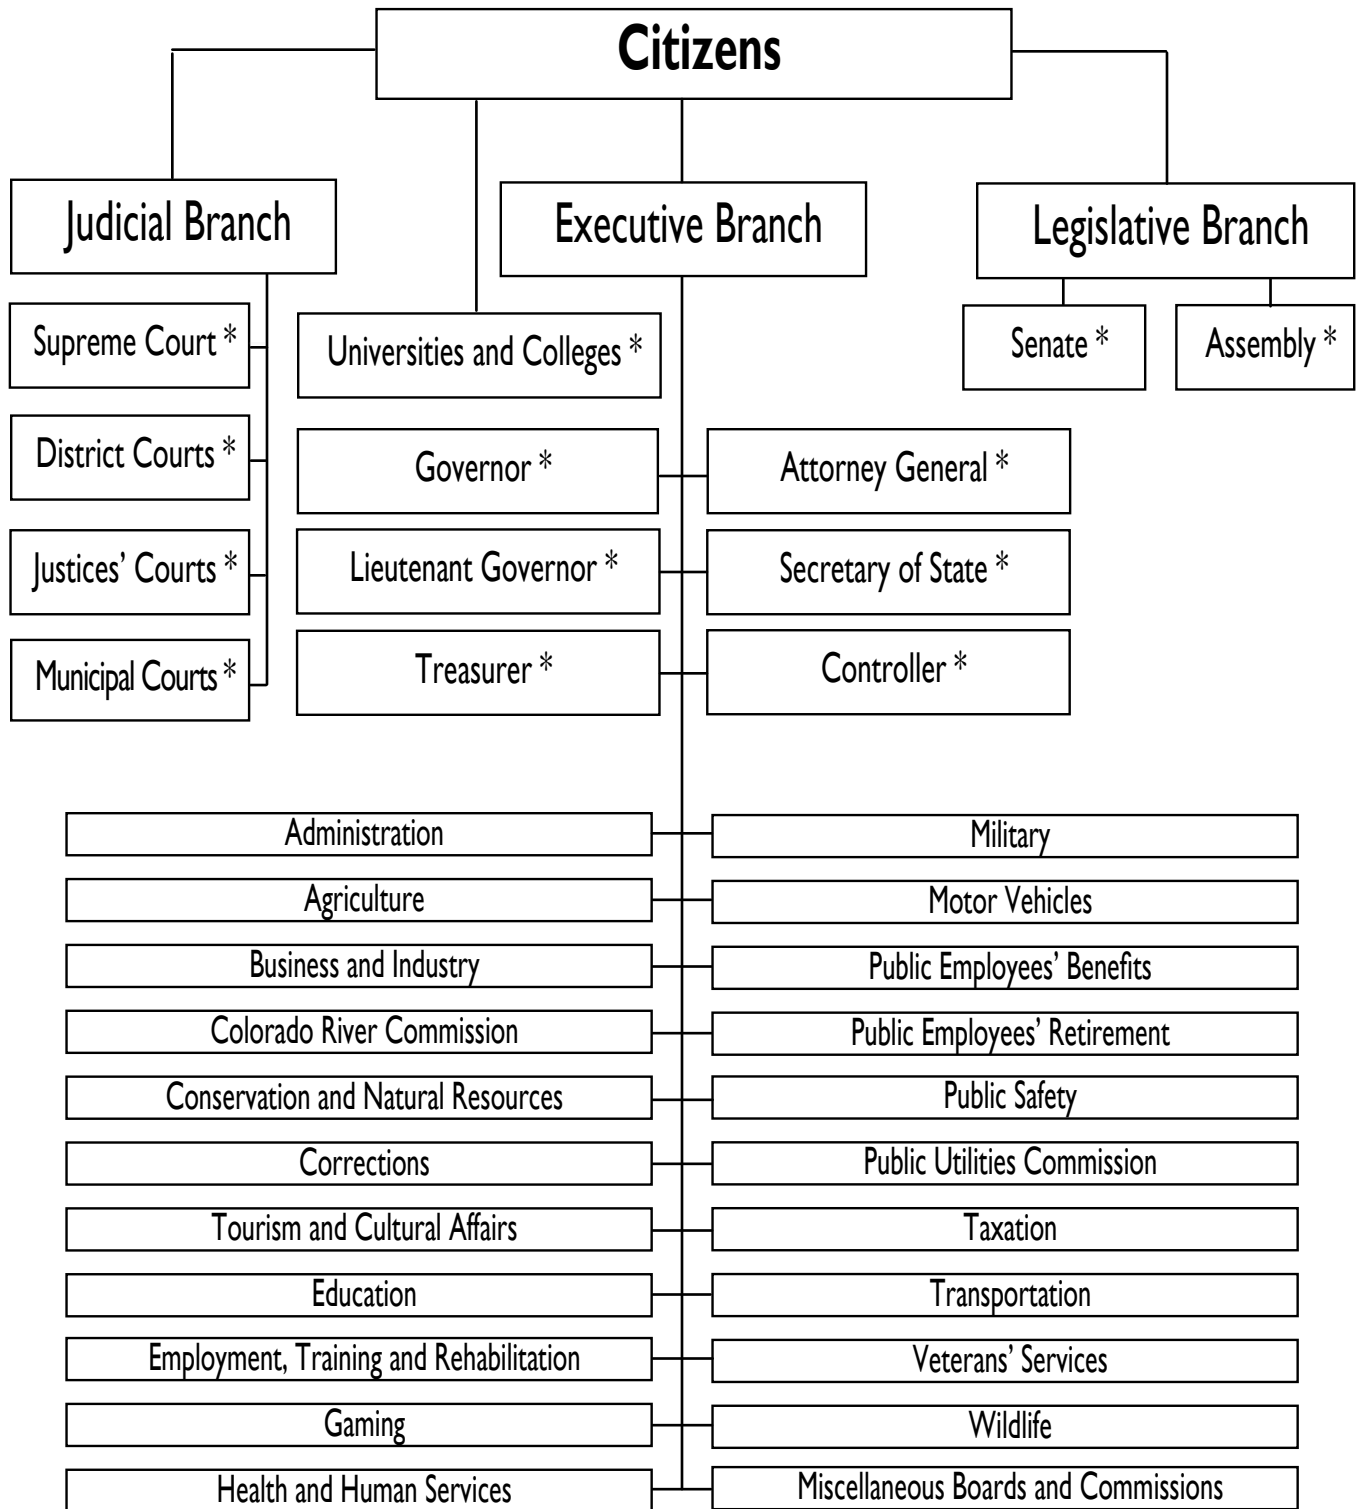 Citizens
Judicial Branch
Executive Branch
Legislative Branch
Supreme Court *
Universities and Colleges *
Senate *
Assembly *
District Courts *
Governor *
Attorney General *
Justices’ Courts *
Lieutenant Governor *
Secretary of State *
Municipal Courts *
Treasurer *
Controller *
Administration
Military
Agriculture
Motor Vehicles
Business and Industry
Public Employees’ Benefits
Colorado River Commission
Public Employees’ Retirement
Conservation and Natural Resources
Public Safety
Corrections
Public Utilities Commission
Tourism and Cultural Affairs
Taxation
Education
Transportation
Employment, Training and Rehabilitation
Veterans’ Services
Gaming
Wildlife
Health and Human Services
Miscellaneous Boards and Commissions